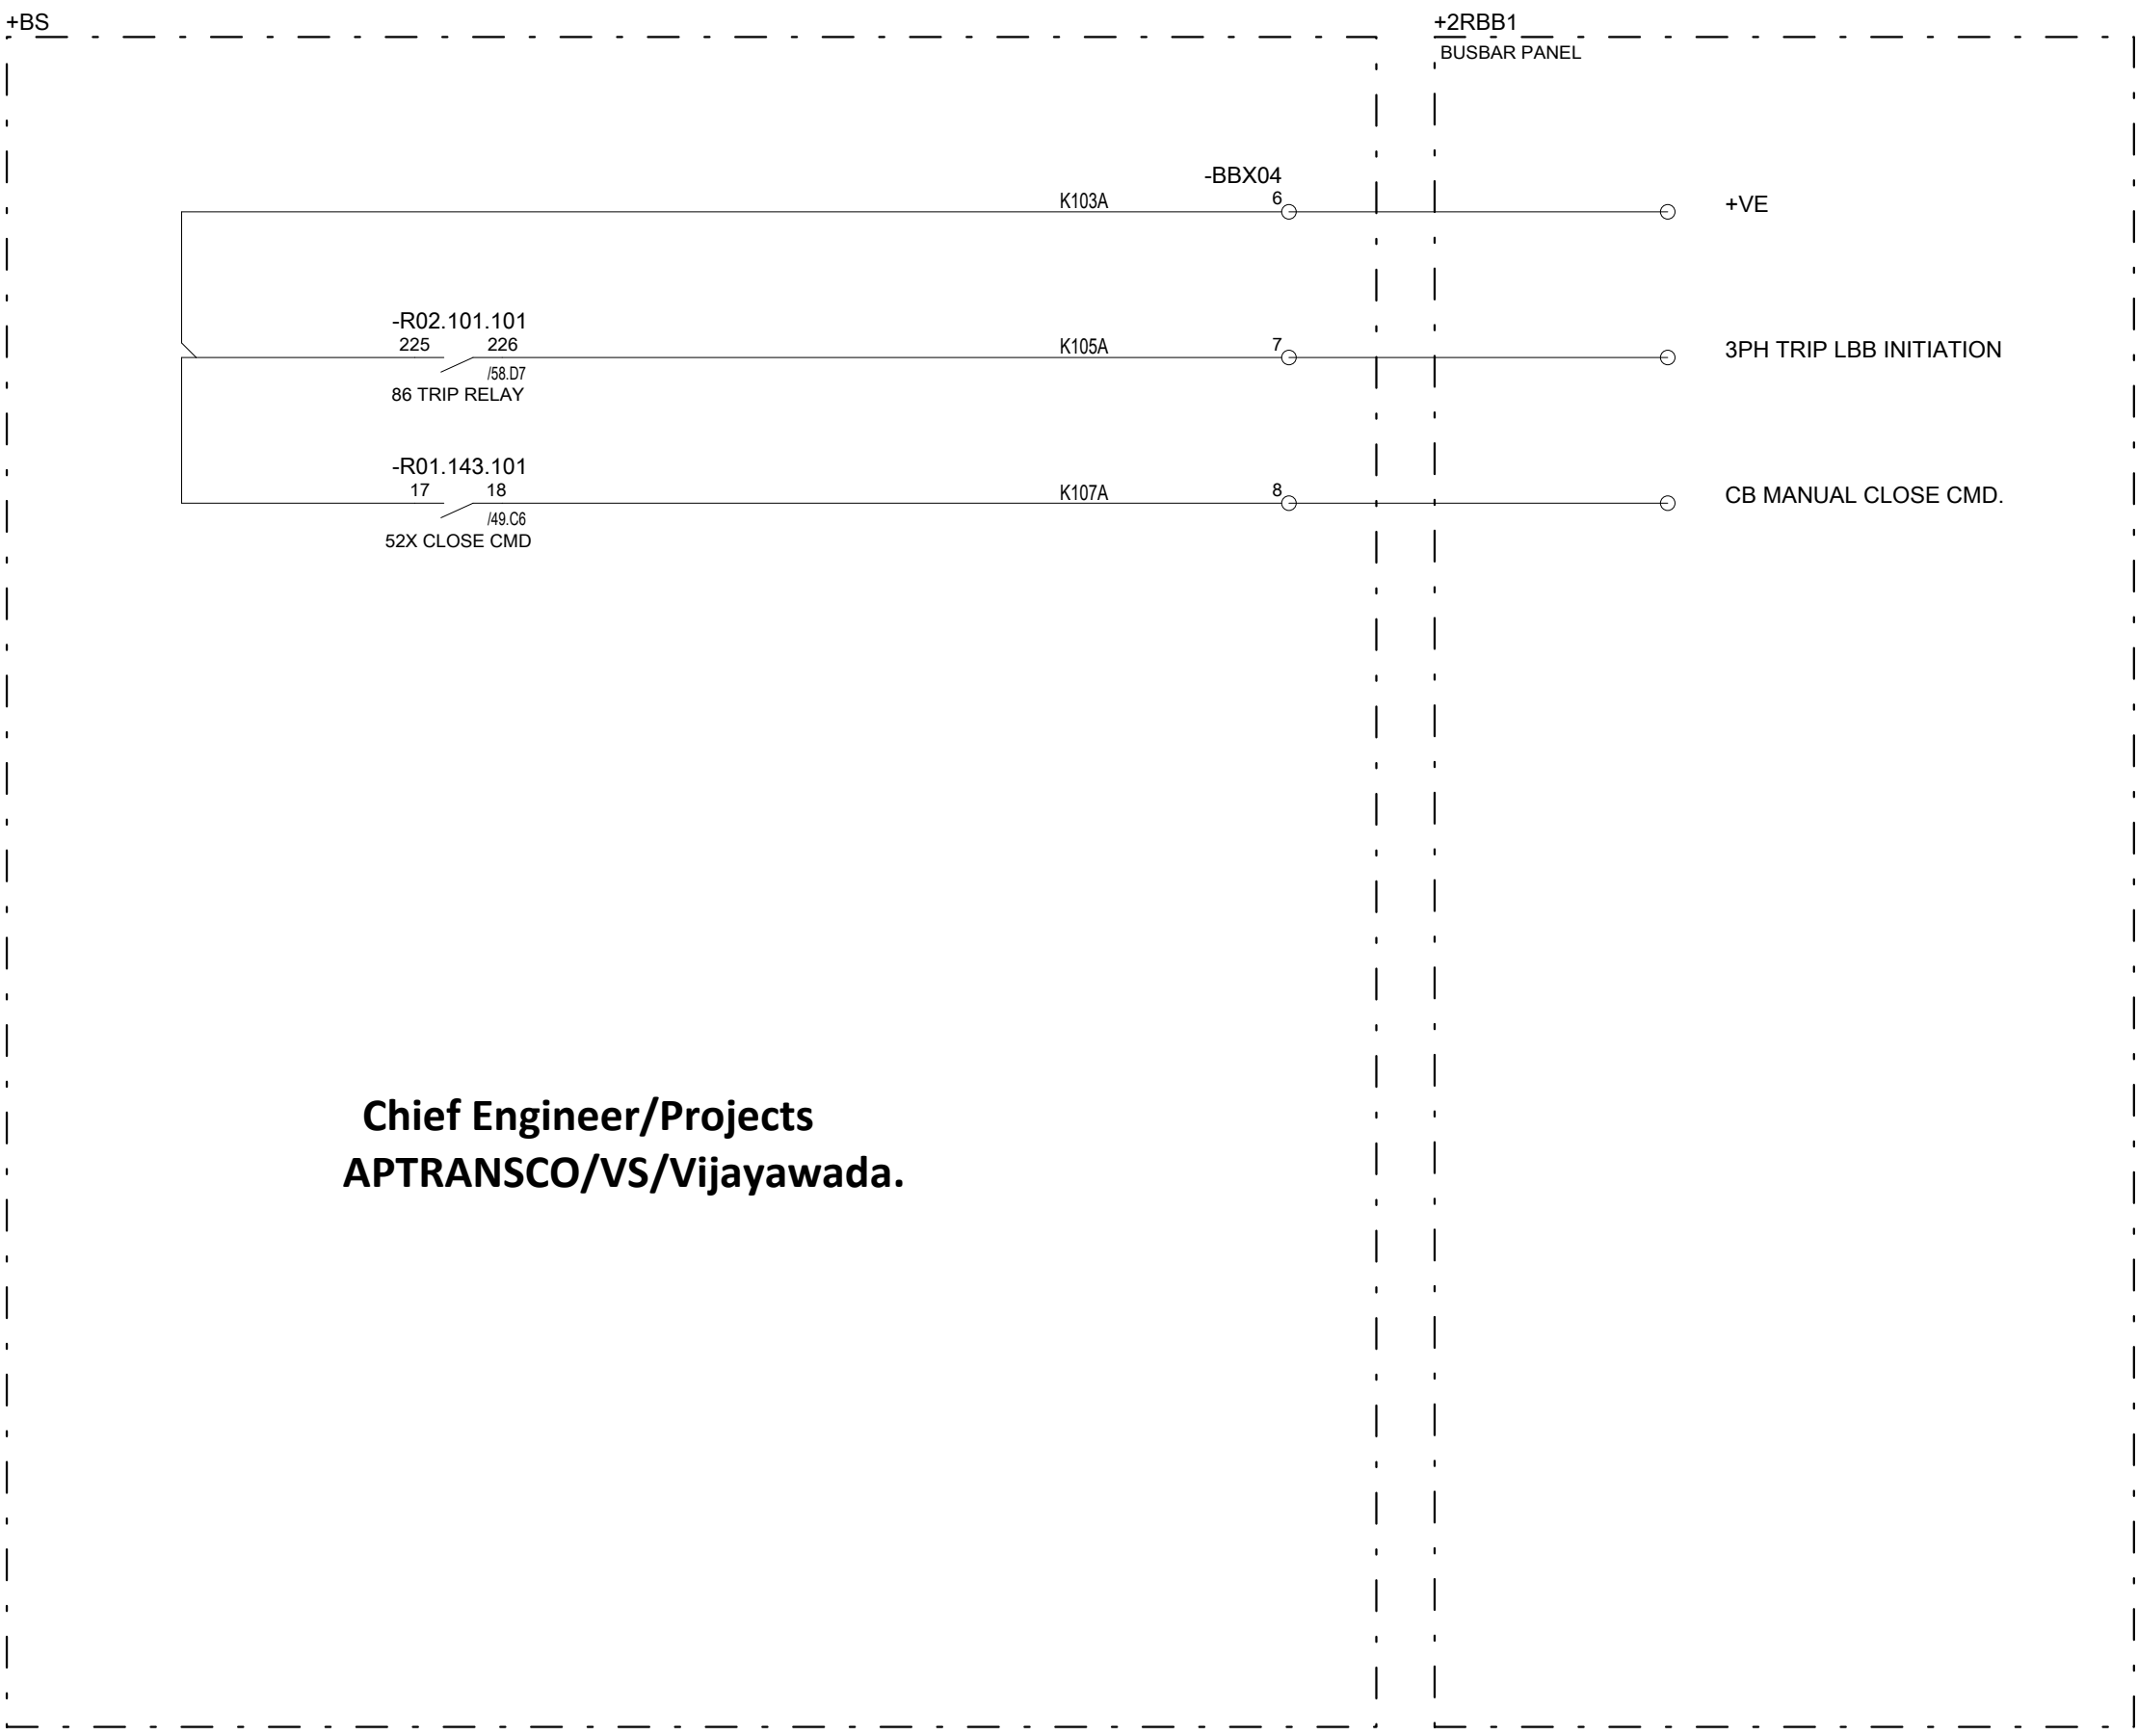 +BS
+2RBB1
BUSBAR PANEL
-BBX04
K103A
6
+VE
-R02.101.101
225
226
K105A
7
3PH TRIP LBB INITIATION
/58.D7
86 TRIP RELAY
-R01.143.101
17
18
K107A
8
CB MANUAL CLOSE CMD.
/49.C6
52X CLOSE CMD
Chief Engineer/Projects
APTRANSCO/VS/Vijayawada.